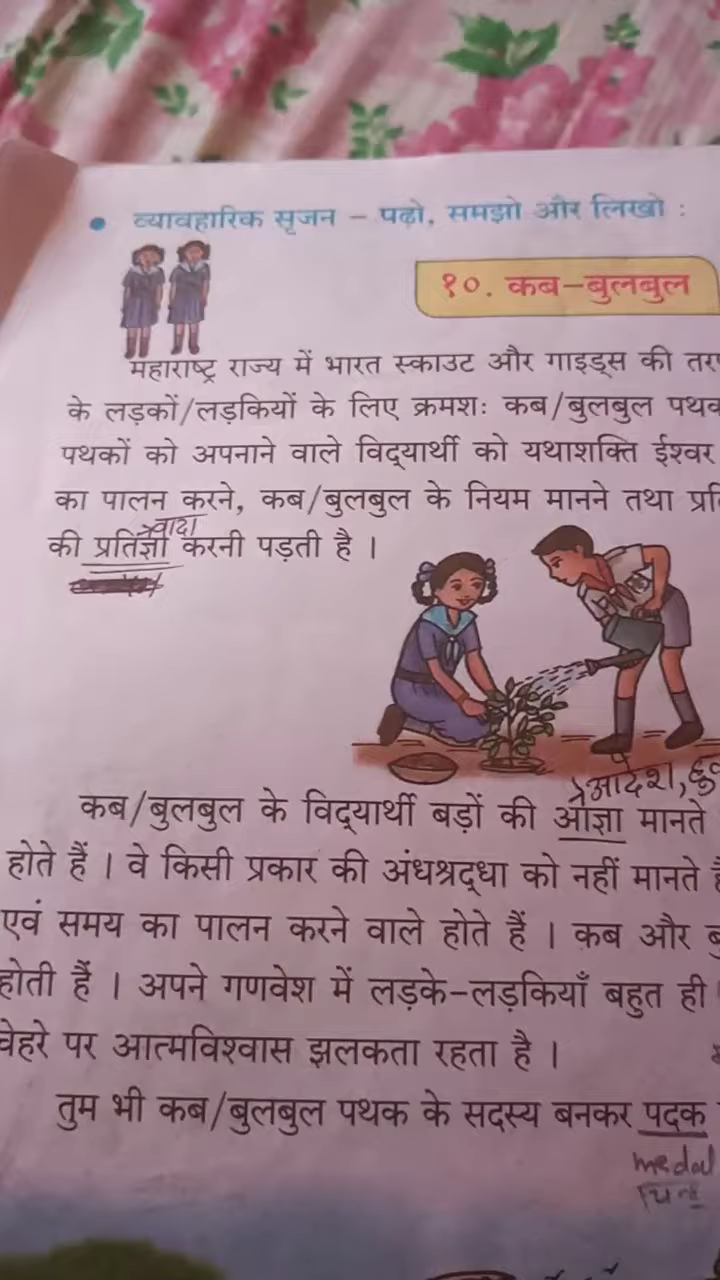 • व्यावहारिक सृजन – पढ़ो, समझो और लिखो :
१०. कब-बुलबुल
महाराष्ट्र राज्य में भारत स्काउट और गाइड्स की
के लड़कों/लड़कियों के लिए क्रमशः कब/बुलबुल
पथकों को अपनाने वाले विद्यार्थी को यथाशक्ति ईश्वर
का पालन करने, कब/बुलबुल के नियम मानने तथा
वादा
की प्रतिज्ञा करनी पड़ती है ।
आदेश,
कब/बुलबुल के विद्यार्थी बड़ों की आज्ञा मानते
होते हैं । वे किसी प्रकार की अंधश्रद्धा को नहीं मानते
एवं समय का पालन करने वाले होते हैं । कब और
होती हैं । अपने गणवेश में लड़के-लड़कियाँ बहुत ही
चेहरे पर आत्मविश्वास झलकता रहता है ।
तुम भी कब/बुलबुल पथक के सदस्य बनकर पदक
medal